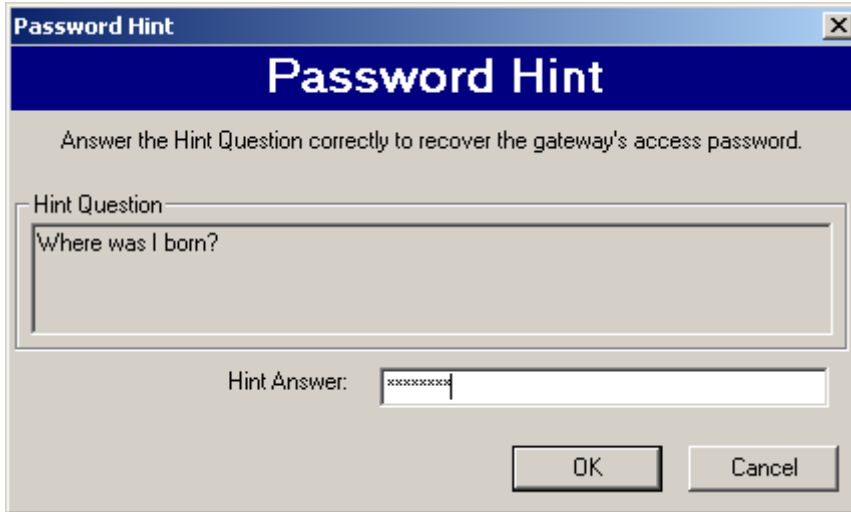 Password Hint
Password Hint
Answer the Hint Question correctly to recover the gateway's access password.
Hint Question
Where was I born?
Hint Answer: xxxxxxxx
OK Cancel